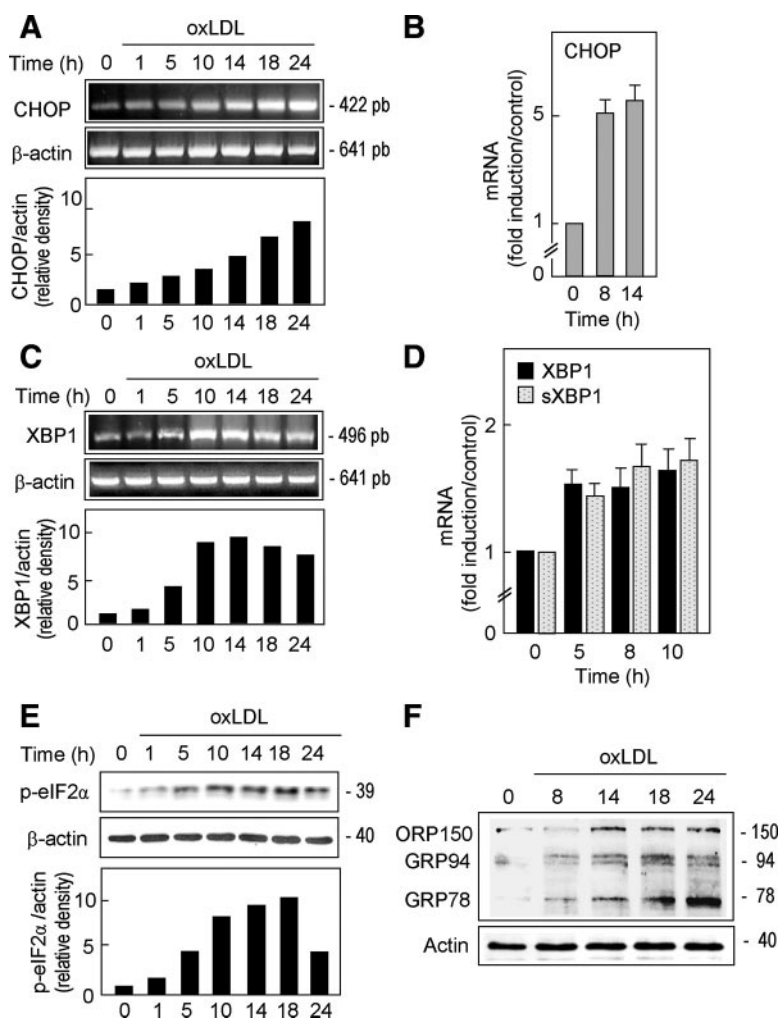 A
oxLDL
Time (h) 0 1 5 10 14 18 24
CHOP - 422 pb
β-actin - 641 pb
CHOP/actin
(relative density)
10
5
0
0 1 5 10 14 18 24
B
CHOP
mRNA
(fold induction/control)
5
1
0
0 8 14
Time (h)
C
oxLDL
Time (h) 0 1 5 10 14 18 24
XBP1 - 496 pb
β-actin - 641 pb
XBP1/actin
(relative density)
10
5
0
0 1 5 10 14 18 24
D
XBP1
sXBP1
mRNA
(fold induction/control)
2
1
0
0 5 8 10
Time (h)
E
oxLDL
Time (h) 0 1 5 10 14 18 24
p-eIF2α - 39
β-actin - 40
p-eIF2α/actin
(relative density)
10
5
0
0 1 5 10 14 18 24
F
oxLDL
0 8 14 18 24
ORP150 - 150
GRP94 - 94
GRP78 - 78
Actin - 40